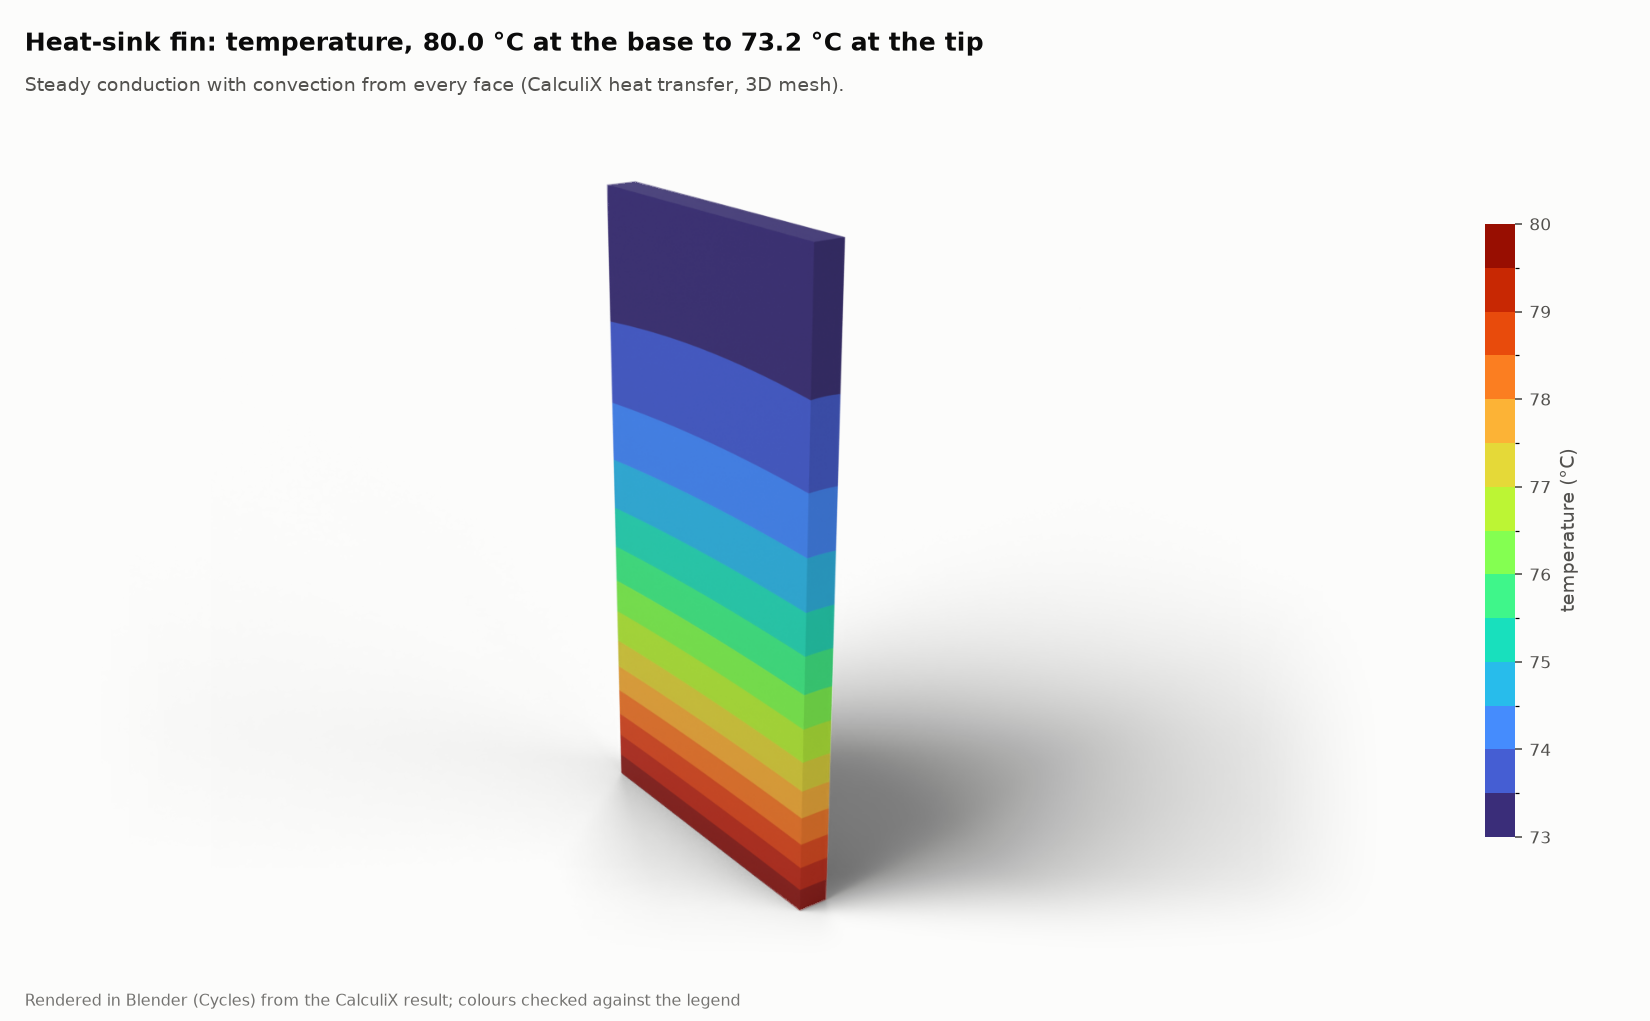 Heat-sink fin: temperature, 80.0 °C at the base to 73.2 °C at the tip
Steady conduction with convection from every face (CalculiX heat transfer, 3D mesh).
80
79
78
77
76
75
74
73
temperature (°C)
Rendered in Blender (Cycles) from the CalculiX result; colours checked against the legend